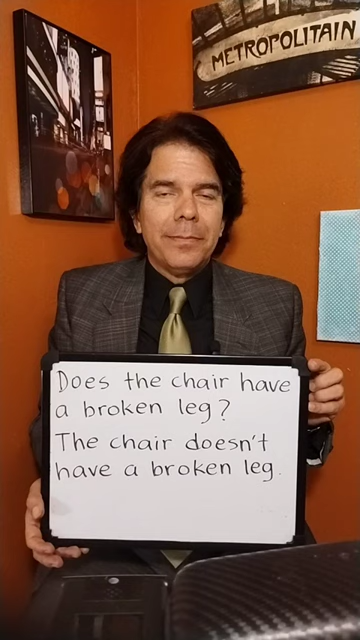 METROPOLITAIN
Does the chair have
a broken leg?
The chair doesn't
have a broken leg.